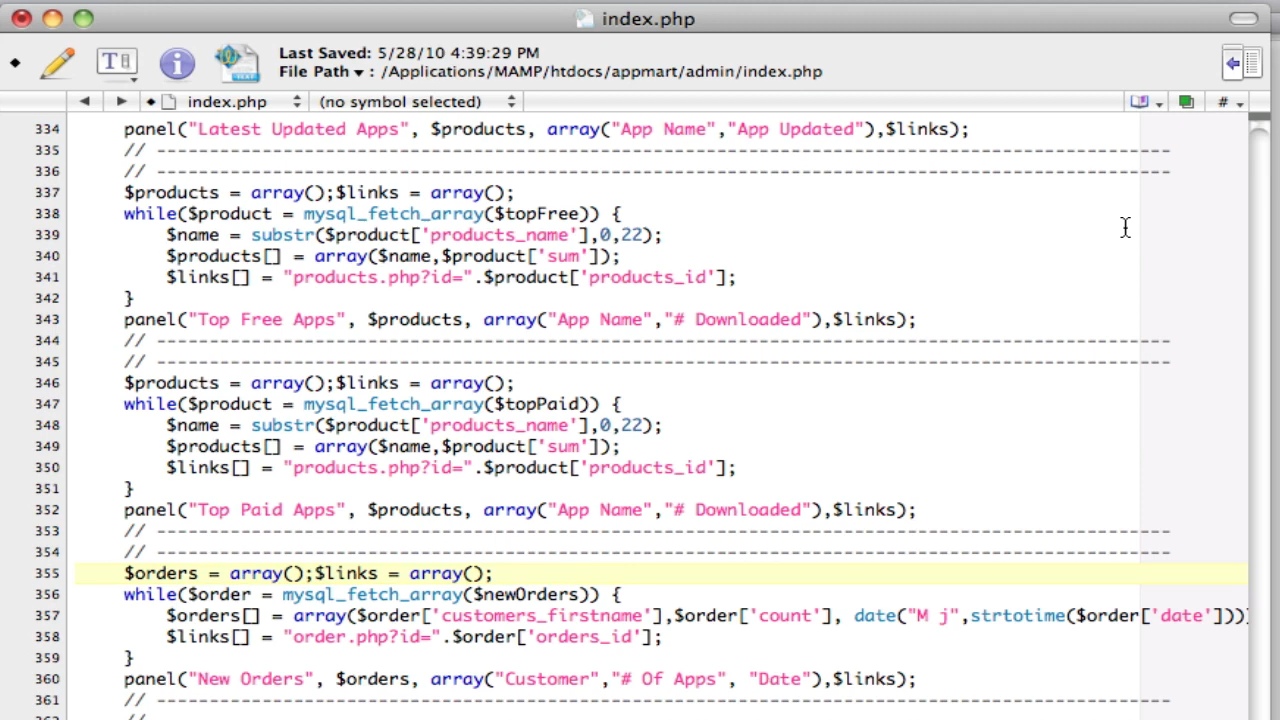 index.php
Last Saved: 5/28/10 4:39:29 PM
File Path ▾ : /Applications/MAMP/htdocs/appmart/admin/index.php
index.php (no symbol selected) #
334 panel("Latest Updated Apps", $products, array("App Name","App Updated"),$links);
335 // ------------------------------------------------------------------------------------------------
336 // ------------------------------------------------------------------------------------------------
337 $products = array();$links = array();
338 while($product = mysql_fetch_array($topFree)) {
339 $name = substr($product['products_name'],0,22);
340 $products[] = array($name,$product['sum']);
341 $links[] = "products.php?id=".$product['products_id'];
342 }
343 panel("Top Free Apps", $products, array("App Name","# Downloaded"),$links);
344 // ------------------------------------------------------------------------------------------------
345 // ------------------------------------------------------------------------------------------------
346 $products = array();$links = array();
347 while($product = mysql_fetch_array($topPaid)) {
348 $name = substr($product['products_name'],0,22);
349 $products[] = array($name,$product['sum']);
350 $links[] = "products.php?id=".$product['products_id'];
351 }
352 panel("Top Paid Apps", $products, array("App Name","# Downloaded"),$links);
353 // ------------------------------------------------------------------------------------------------
354 // ------------------------------------------------------------------------------------------------
355 $orders = array();$links = array();
356 while($order = mysql_fetch_array($newOrders)) {
357 $orders[] = array($order['customers_firstname'],$order['count'], date("M j",strtotime($order['date']))
358 $links[] = "order.php?id=".$order['orders_id'];
359 }
360 panel("New Orders", $orders, array("Customer","# Of Apps", "Date"),$links);
361 // ------------------------------------------------------------------------------------------------